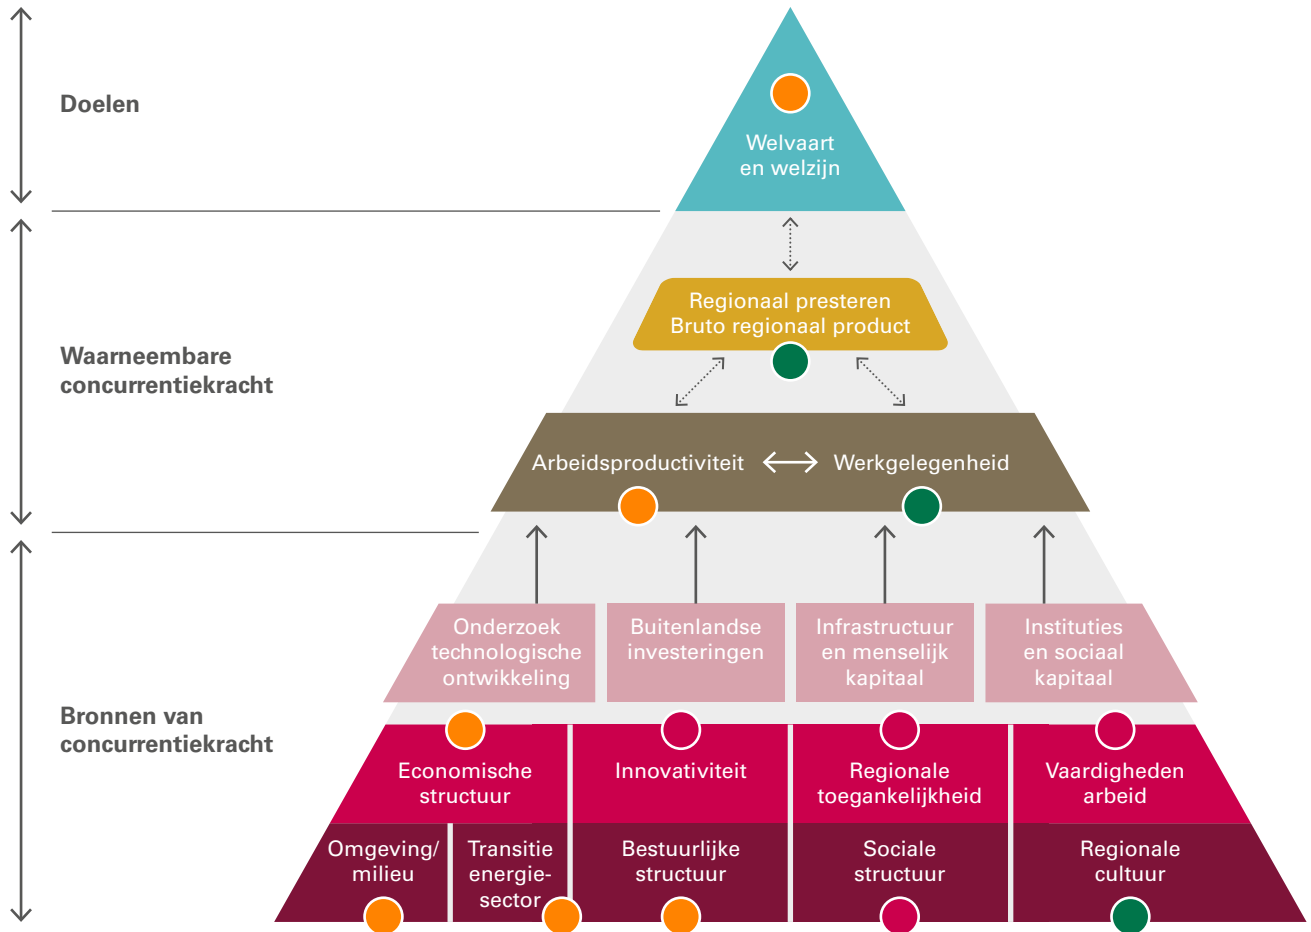 Doelen
Welvaart
en welzijn
Waarneembare
concurrentiekracht
Regionaal presteren
Bruto regionaal product
Arbeidsproductiviteit
Werkgelegenheid
Bronnen van
concurrentiekracht
Onderzoek
technologische
ontwikkeling
Buitenlandse
investeringen
Infrastructuur
en menselijk
kapitaal
Instituties
en sociaal
kapitaal
Economische
structuur
Innovativiteit
Regionale
toegankelijkheid
Vaardigheden
arbeid
Omgeving/
milieu
Transitie
energie-
sector
Bestuurlijke
structuur
Sociale
structuur
Regionale
cultuur